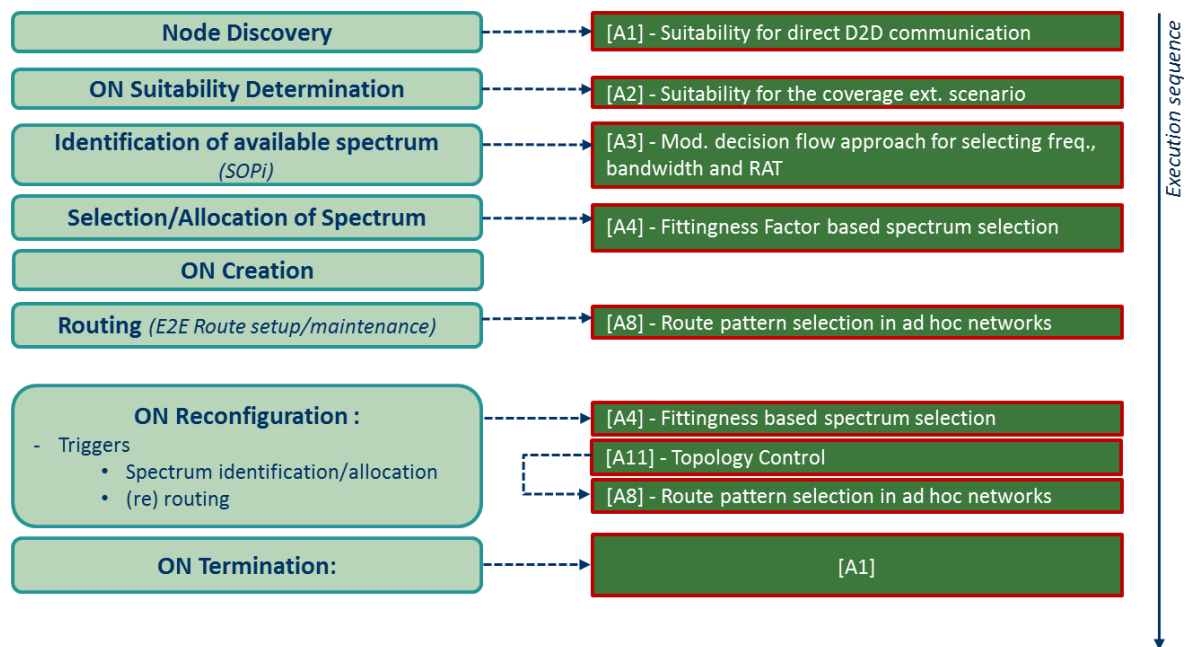 Node Discovery
[A1] - Suitability for direct D2D communication
ON Suitability Determination
[A2] - Suitability for the coverage ext. scenario
Identification of available spectrum
(SOPi)
[A3] - Mod. decision flow approach for selecting freq.,
bandwidth and RAT
Selection/Allocation of Spectrum
[A4] - Fittingness Factor based spectrum selection
ON Creation
Routing (E2E Route setup/maintenance)
[A8] - Route pattern selection in ad hoc networks
ON Reconfiguration :
- Triggers
• Spectrum identification/allocation
• (re) routing
[A4] - Fittingness based spectrum selection
[A11] - Topology Control
[A8] - Route pattern selection in ad hoc networks
ON Termination:
[A1]
Execution sequence